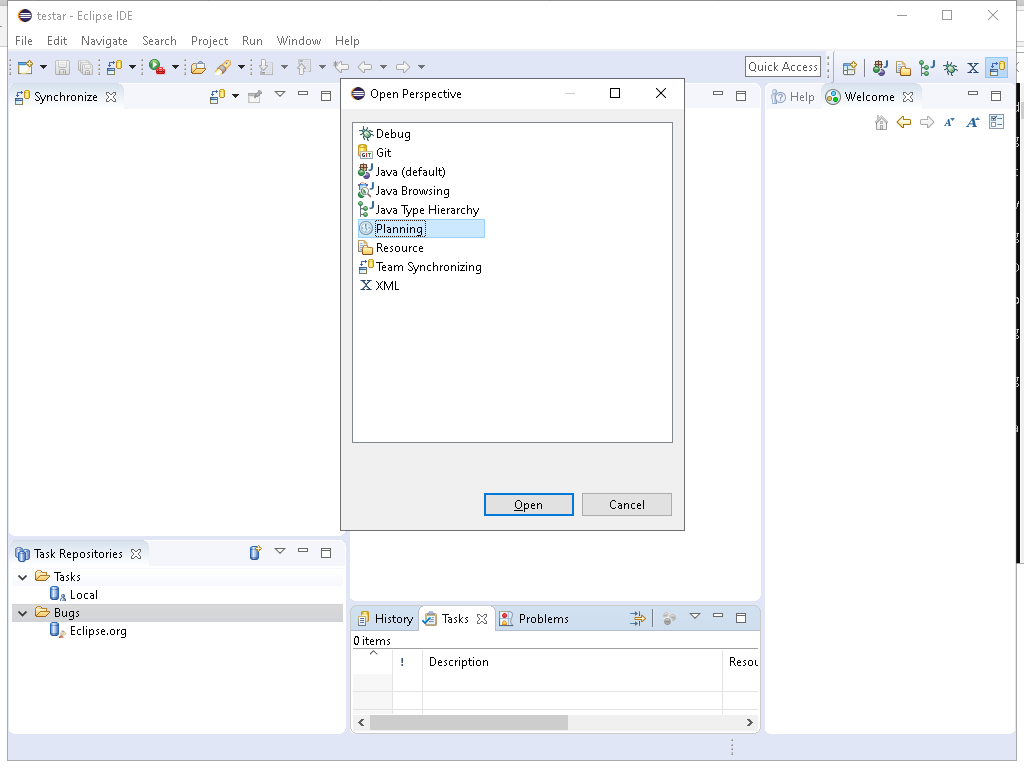 testar - Eclipse IDE
File Edit Navigate Search Project Run Window Help
Quick Access
Synchronize
Help Welcome
Open Perspective
Debug
Git
Java (default)
Java Browsing
Java Type Hierarchy
Planning
Resource
Team Synchronizing
XML
Open Cancel
Task Repositories
Tasks
Local
Bugs
Eclipse.org
History Tasks Problems
0 items
! Description Resou